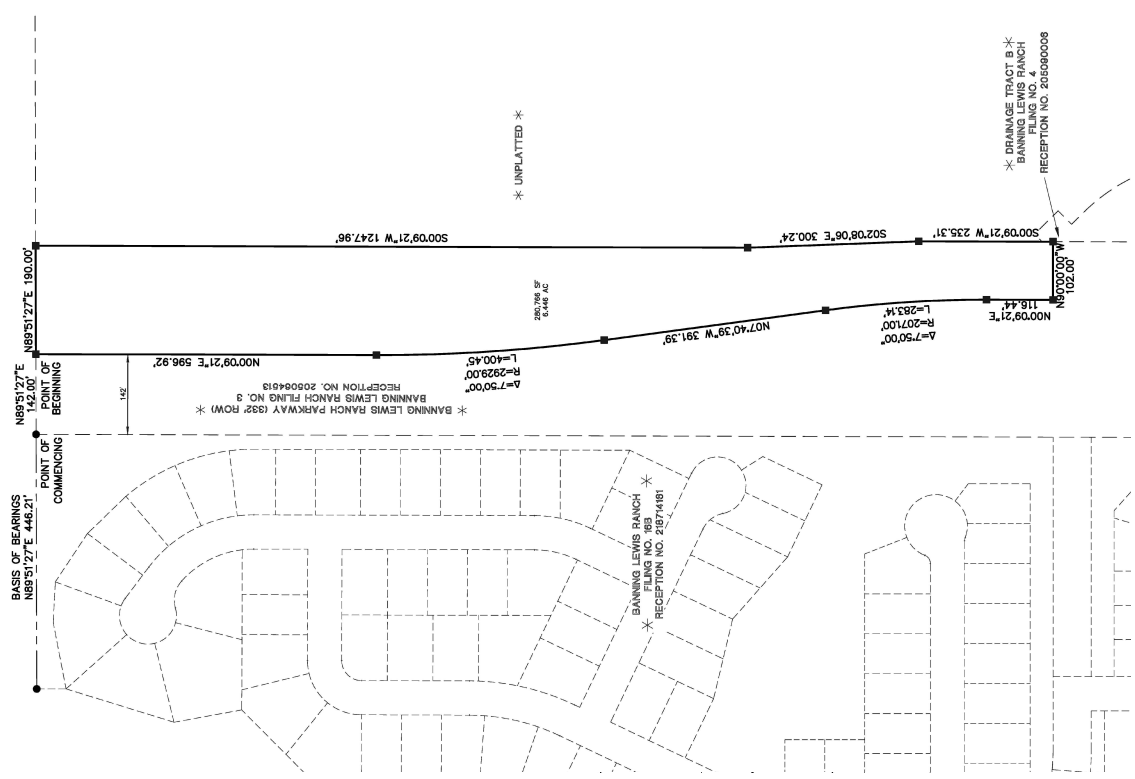 ✳ DRAINAGE TRACT B ✳
BANNING LEWIS RANCH
FILING NO. 4
RECEPTION NO. 205090008
✳ UNPLATTED ✳
S00°09'21"W 1247.96'
S02°08'06"E 300.24'
S00°09'21"W 235.31'
N90°00'00"W
102.00'
N89°51'27"E 190.00'
280,766 SF
6.446 AC
N00°09'21"E
116.44'
Δ=7°50'00"
R=2071.00'
L=283.14'
N07°40'39"W 391.39'
Δ=7°50'00"
R=2929.00'
L=400.45'
N00°09'21"E 596.92'
N89°51'27"E
142.00'
POINT OF
BEGINNING
142'
✳ BANNING LEWIS RANCH PARKWAY (332' ROW) ✳
BANNING LEWIS RANCH FILING NO. 3
RECEPTION NO. 205064613
POINT OF
COMMENCING
BASIS OF BEARINGS
N89°51'27"E 446.21'
BANNING LEWIS RANCH
✳ FILING NO. 16B ✳
RECEPTION NO. 218714181